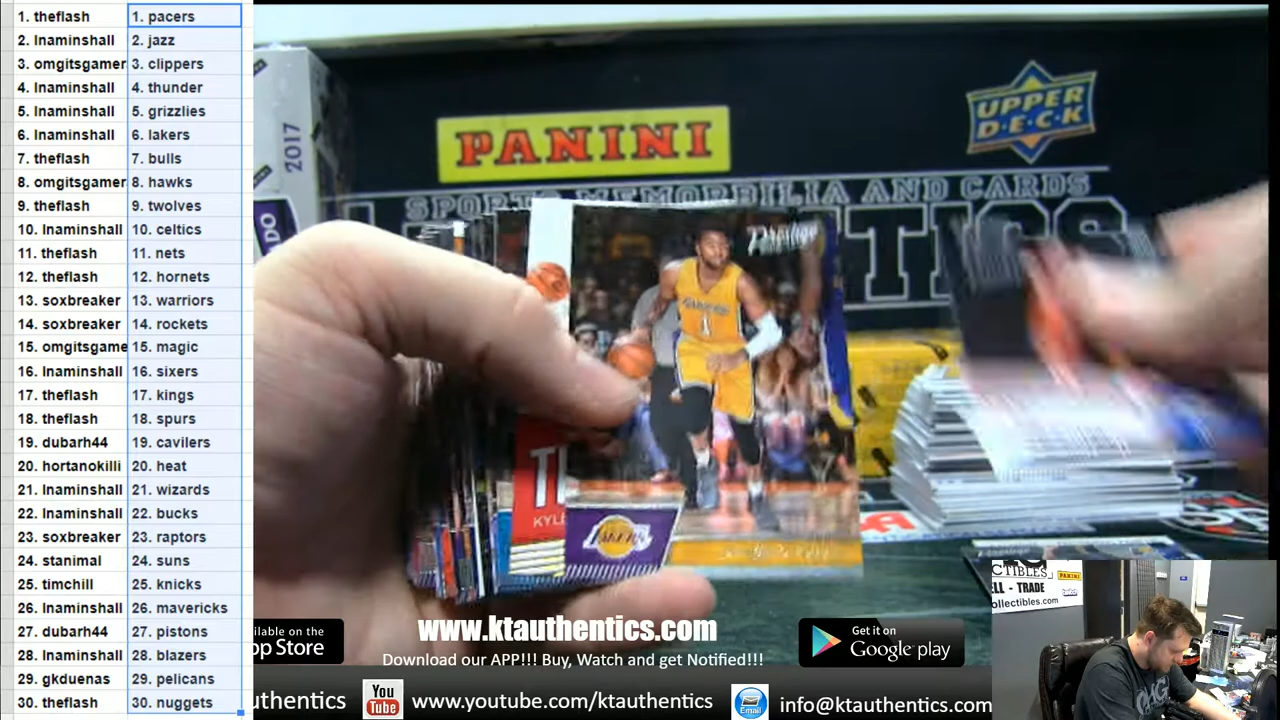 1. theflash 1. pacers
2. lnaminshall 2. jazz
3. omgitsgamer 3. clippers
4. lnaminshall 4. thunder
5. lnaminshall 5. grizzlies
6. lnaminshall 6. lakers
7. theflash 7. bulls
8. omgitsgamer 8. hawks
9. theflash 9. twolves
10. lnaminshall 10. celtics
11. theflash 11. nets
12. theflash 12. hornets
13. soxbreaker 13. warriors
14. soxbreaker 14. rockets
15. omgitsgame 15. magic
16. lnaminshall 16. sixers
17. theflash 17. kings
18. theflash 18. spurs
19. dubarh44 19. cavilers
20. hortanokilli 20. heat
21. lnaminshall 21. wizards
22. lnaminshall 22. bucks
23. soxbreaker 23. raptors
24. stanimal 24. suns
25. timchill 25. knicks
26. lnaminshall 26. mavericks
27. dubarh44 27. pistons
28. lnaminshall 28. blazers
29. gkduenas 29. pelicans
30. theflash 30. nuggets
2017
PANINI
UPPER
D·E·C·K
SPORTS MEMORBILIA AND CARDS
TICS
Prestige
LAKERS
1
KYLE
PANINI
LL - TRADE
ollectibles.com
www.ktauthentics.com
Download our APP!!! Buy, Watch and get Notified!!!
ilable on the
pp Store
Get it on
Google play
uthentics
You
Tube
www.youtube.com/ktauthentics
Email
info@ktauthentics.com